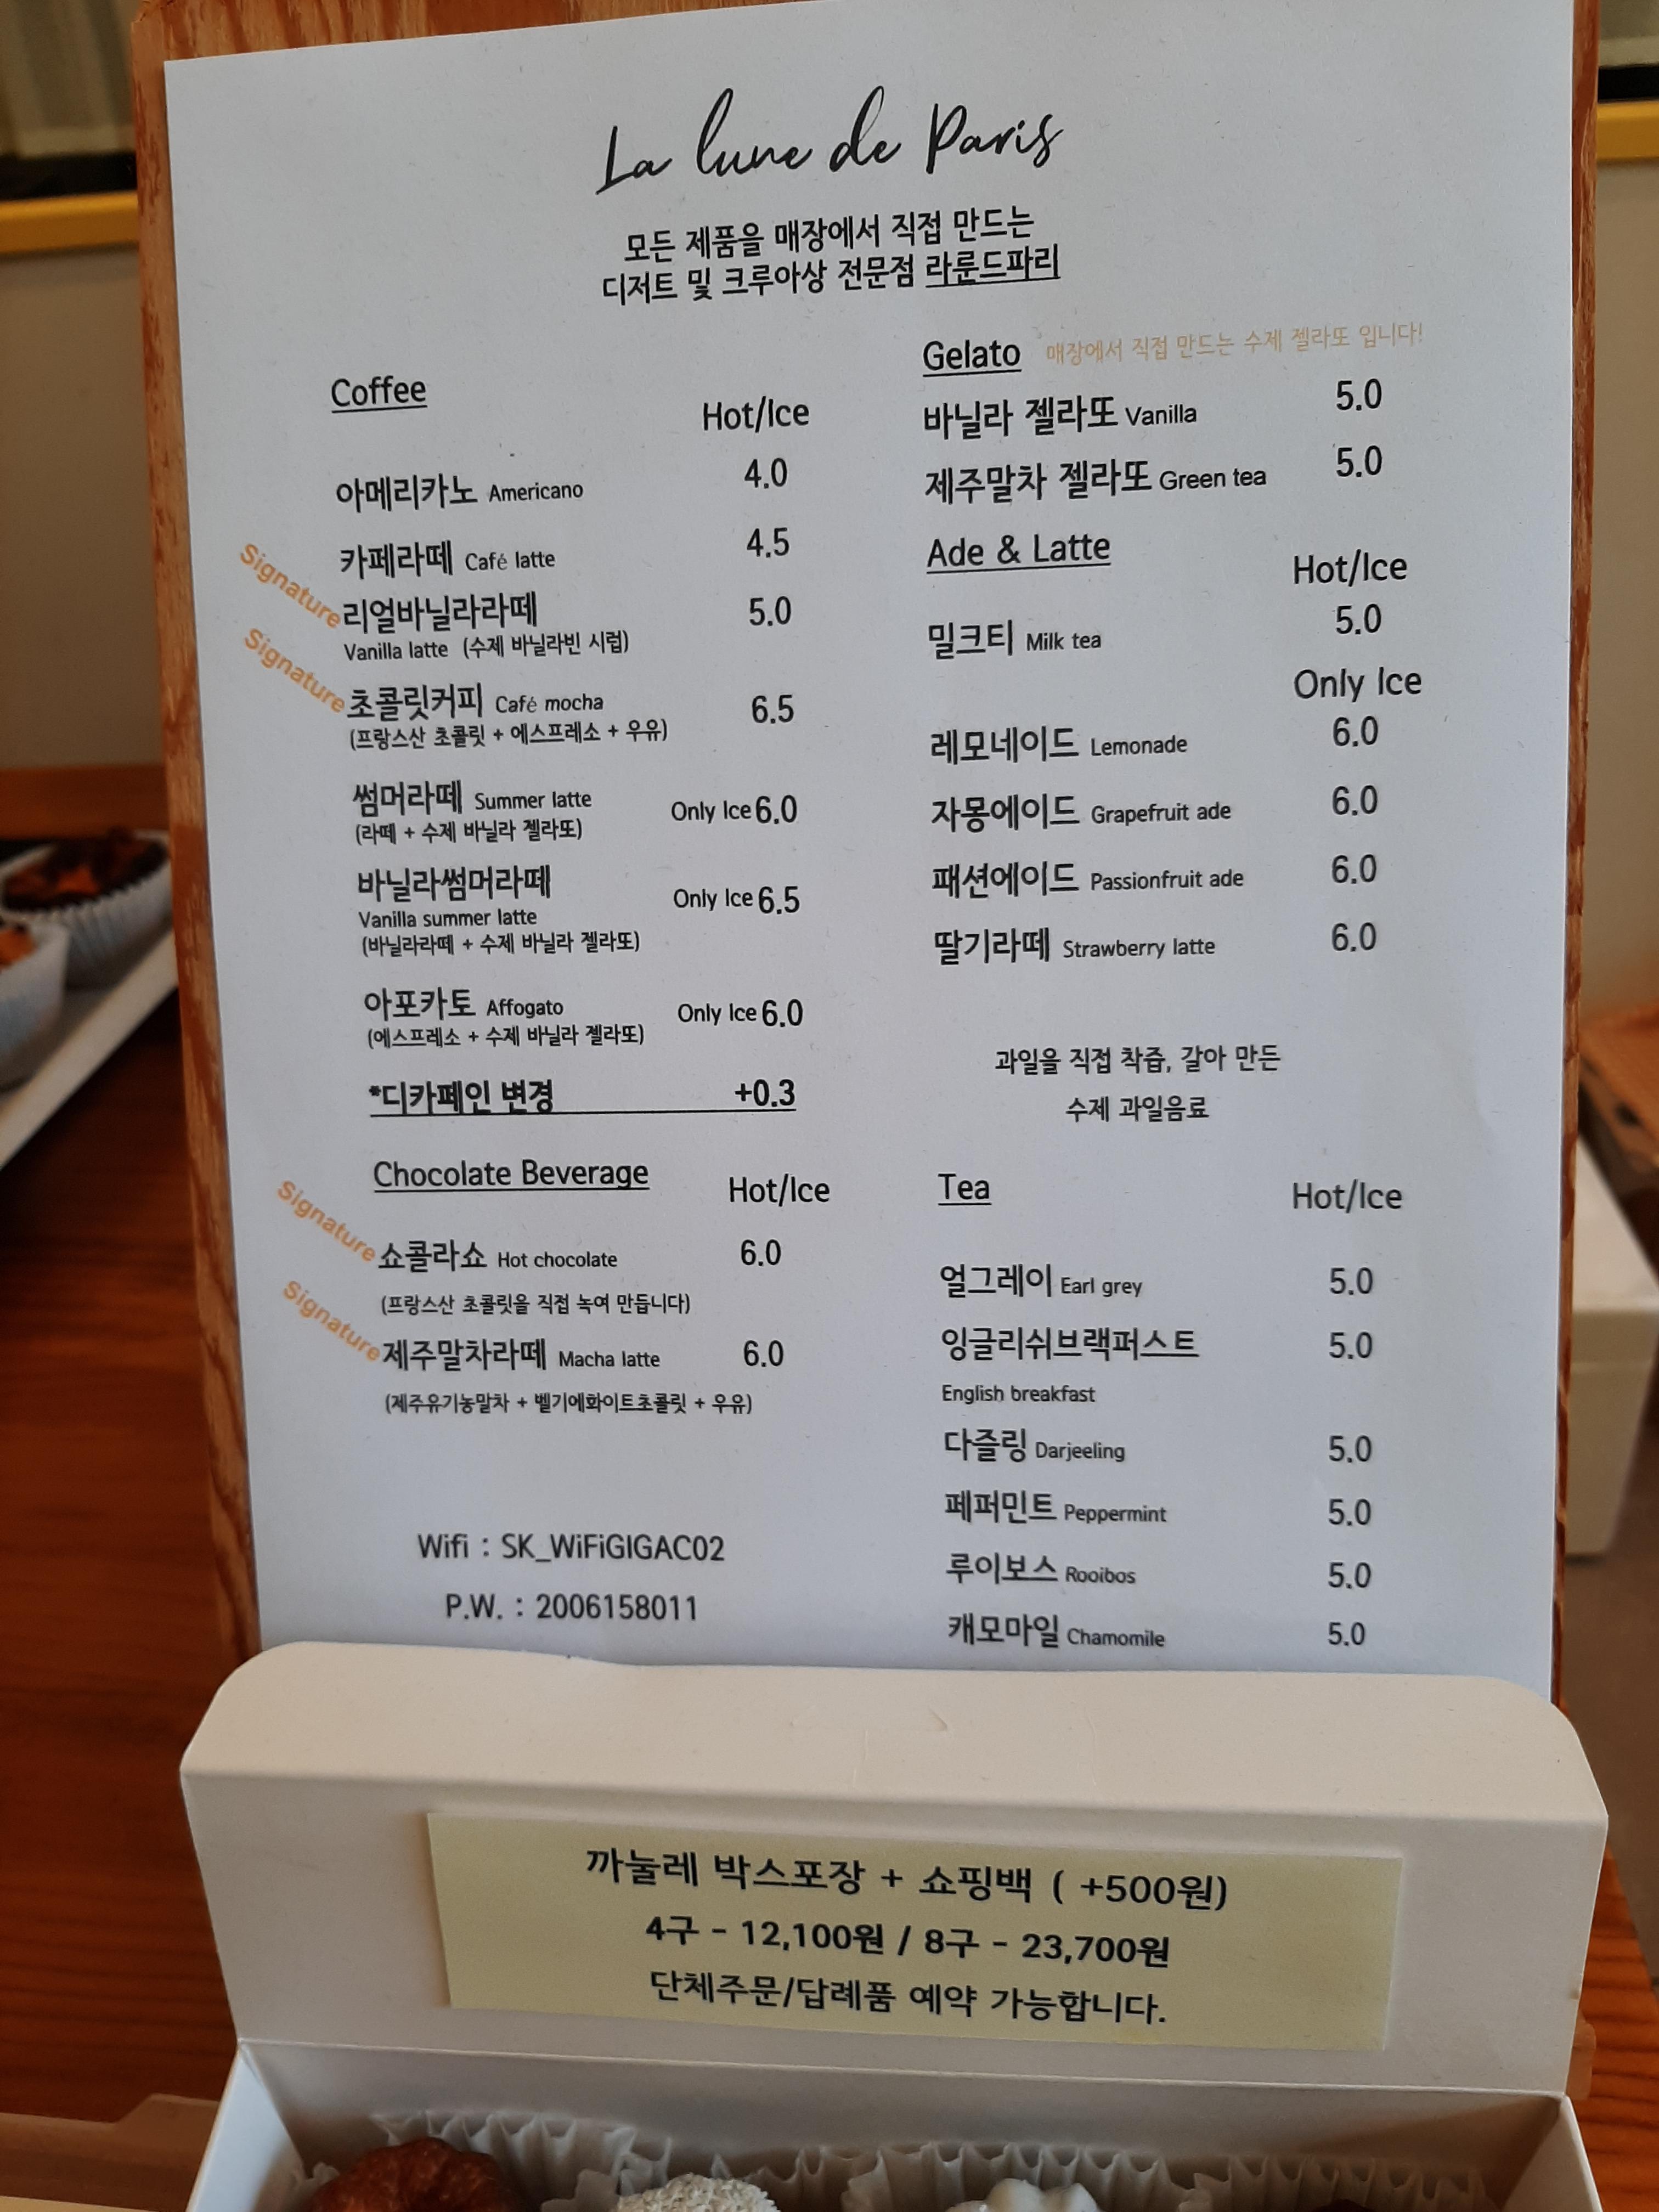 La lune de Paris
모든 제품을 매장에서 직접 만드는
디저트 및 크루아상 전문점 라룬드파리
Coffee
Hot/Ice
아메리카노 Americano 4.0
카페라떼 Café latte 4.5
Signature 리얼바닐라라떼 5.0
Vanilla latte (수제 바닐라빈 시럽)
Signature 초콜릿커피 Café mocha 6.5
(프랑스산 초콜릿 + 에스프레소 + 우유)
썸머라떼 Summer latte Only Ice 6.0
(라떼 + 수제 바닐라 젤라또)
바닐라썸머라떼 Only Ice 6.5
Vanilla summer latte
(바닐라라떼 + 수제 바닐라 젤라또)
아포카토 Affogato Only Ice 6.0
(에스프레소 + 수제 바닐라 젤라또)
*디카페인 변경 +0.3
Chocolate Beverage Hot/Ice
Signature 쇼콜라쇼 Hot chocolate 6.0
(프랑스산 초콜릿을 직접 녹여 만듭니다)
Signature 제주말차라떼 Macha latte 6.0
(제주유기농말차 + 벨기에화이트초콜릿 + 우유)
Wifi : SK_WiFiGIGAC02
P.W. : 2006158011
Gelato 매장에서 직접 만드는 수제 젤라또 입니다!
바닐라 젤라또 Vanilla 5.0
제주말차 젤라또 Green tea 5.0
Ade & Latte Hot/Ice
밀크티 Milk tea 5.0
Only Ice
레모네이드 Lemonade 6.0
자몽에이드 Grapefruit ade 6.0
패션에이드 Passionfruit ade 6.0
딸기라떼 Strawberry latte 6.0
과일을 직접 착즙, 갈아 만든
수제 과일음료
Tea Hot/Ice
얼그레이 Earl grey 5.0
잉글리쉬브랙퍼스트 5.0
English breakfast
다즐링 Darjeeling 5.0
페퍼민트 Peppermint 5.0
루이보스 Rooibos 5.0
캐모마일 Chamomile 5.0
까눌레 박스포장 + 쇼핑백 ( +500원)
4구 - 12,100원 / 8구 - 23,700원
단체주문/답례품 예약 가능합니다.